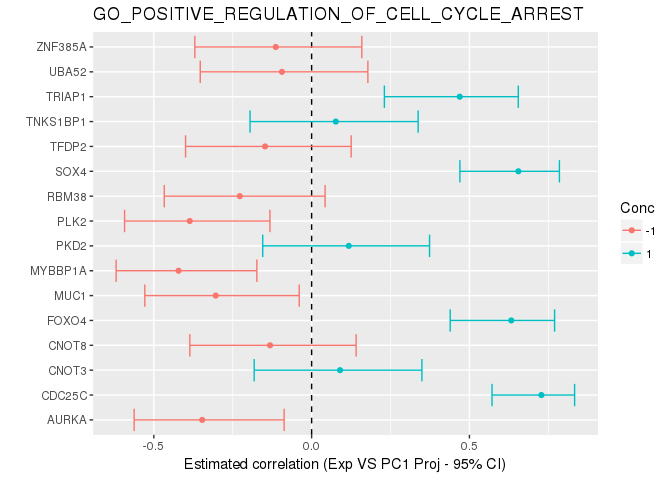 GO_POSITIVE_REGULATION_OF_CELL_CYCLE_ARREST
ZNF385A
UBA52
TRIAP1
TNKS1BP1
TFDP2
SOX4
RBM38
PLK2
PKD2
MYBBP1A
MUC1
FOXO4
CNOT8
CNOT3
CDC25C
AURKA
-0.5 0.0 0.5
Estimated correlation (Exp VS PC1 Proj - 95% CI)
Conc
-1
1